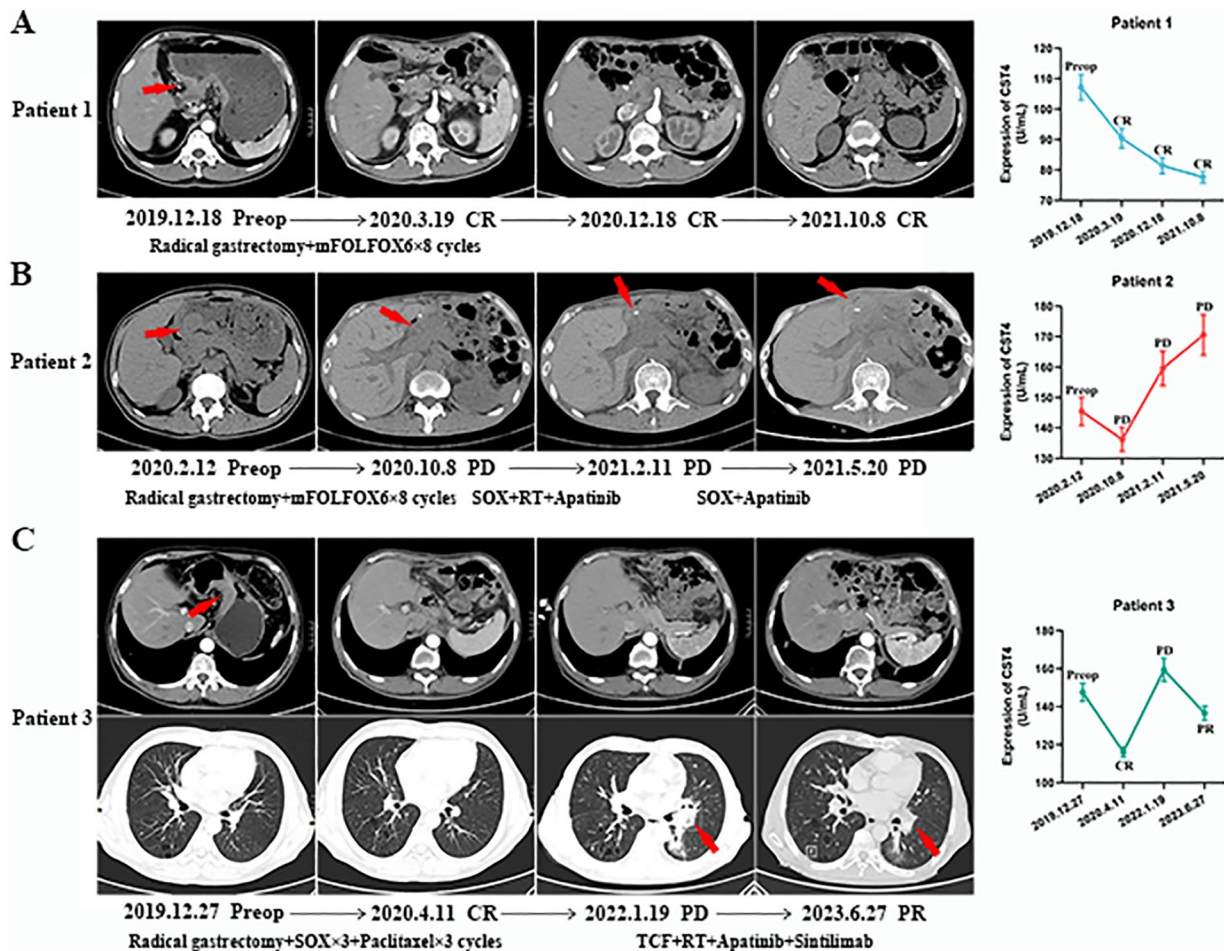 A
Patient 1
2019.12.18 Preop → 2020.3.19 CR → 2020.12.18 CR → 2021.10.8 CR
Radical gastrectomy+mFOLFOX6×8 cycles
Patient 1
Expression of CST4
(U/mL)
120
110
100
90
80
70
Preop
CR
CR
CR
2019.12.18
2020.3.19
2020.12.18
2021.10.8
B
Patient 2
2020.2.12 Preop → 2020.10.8 PD → 2021.2.11 PD → 2021.5.20 PD
Radical gastrectomy+mFOLFOX6×8 cycles SOX+RT+Apatinib SOX+Apatinib
Patient 2
Expression of CST4
(U/mL)
180
170
160
150
140
130
Preop
PD
PD
PD
2020.2.12
2020.10.8
2021.2.11
2021.5.20
C
Patient 3
2019.12.27 Preop → 2020.4.11 CR → 2022.1.19 PD → 2023.6.27 PR
Radical gastrectomy+SOX×3+Paclitaxel×3 cycles TCF+RT+Apatinib+Sintilimab
Patient 3
Expression of CST4
(U/mL)
180
160
140
120
100
Preop
CR
PD
PR
2019.12.27
2020.4.11
2022.1.19
2023.6.27